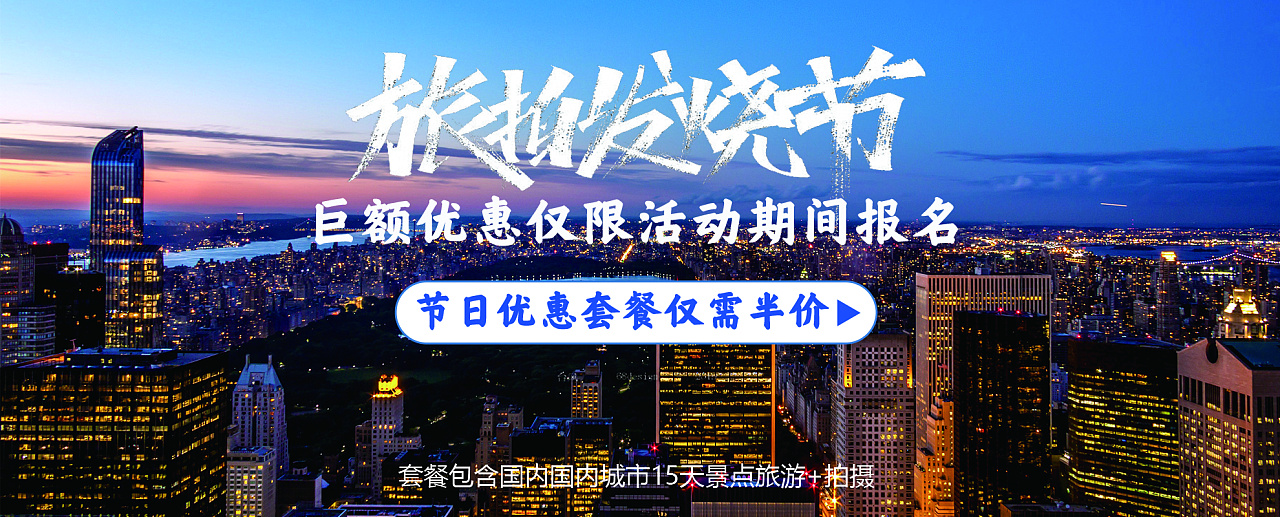 旅拍发烧节
巨额优惠仅限活动期间报名
节日优惠套餐仅需半价
套餐包含国内国内城市15天景点旅游+拍摄